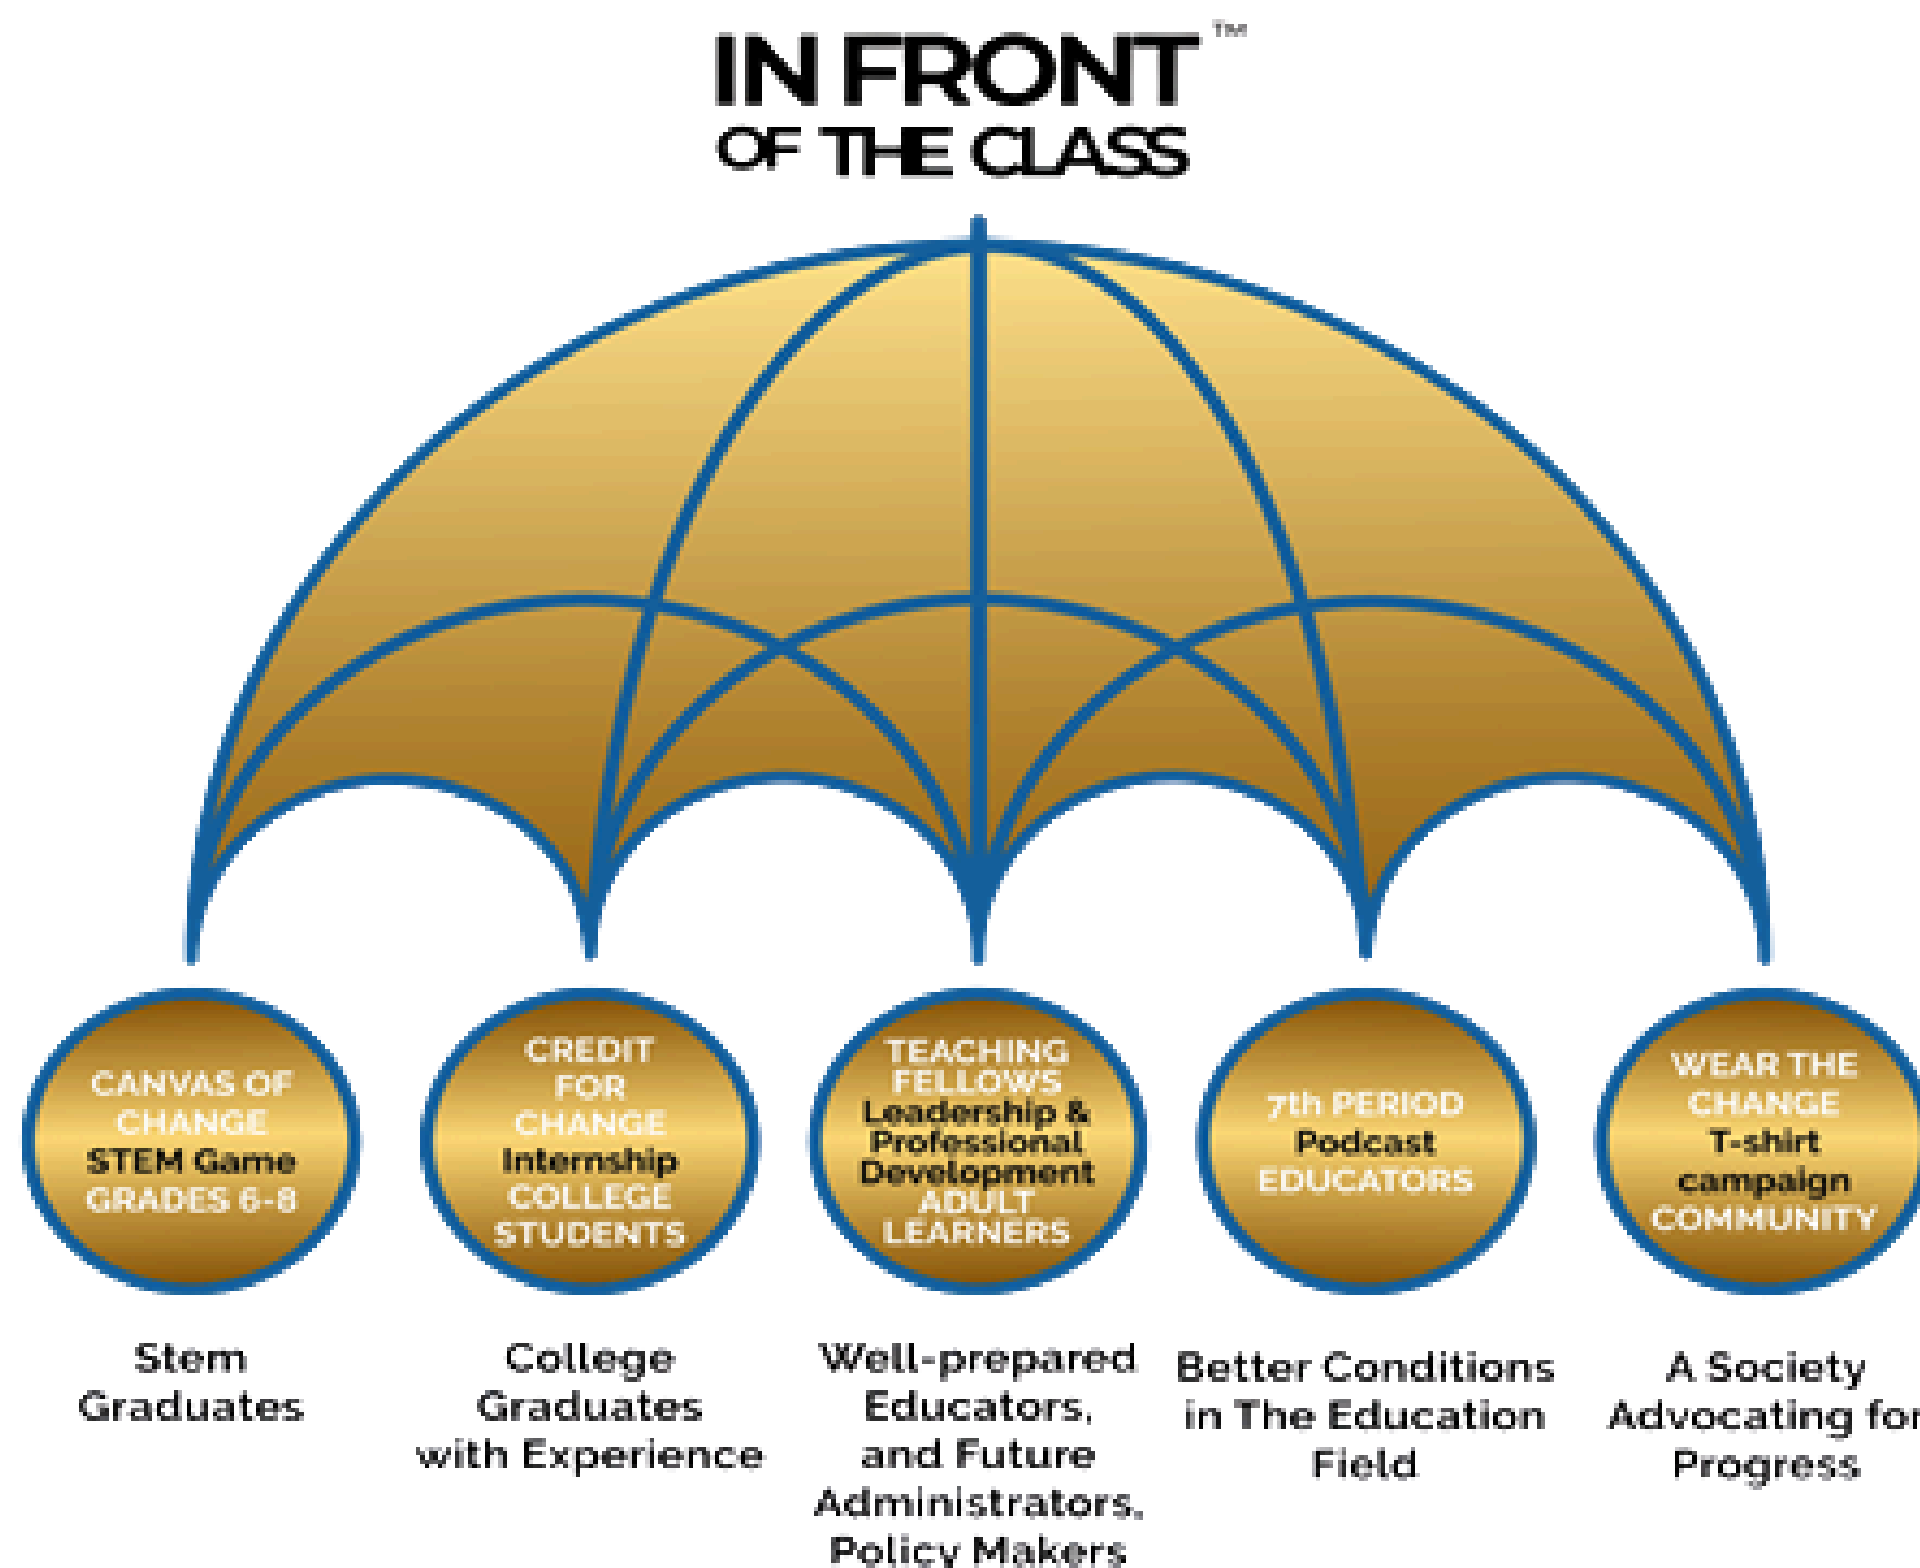 IN FRONT™
OF THE CLASS
CANVAS OF
CHANGE
STEM Game
GRADES 6-8
CREDIT
FOR
CHANGE
Internship
COLLEGE
STUDENTS
TEACHING
FELLOWS
Leadership &
Professional
Development
ADULT
LEARNERS
7th PERIOD
Podcast
EDUCATORS
WEAR THE
CHANGE
T-shirt
campaign
COMMUNITY
Stem
Graduates
College
Graduates
with Experience
Well-prepared
Educators,
and Future
Administrators,
Policy Makers
Better Conditions
in The Education
Field
A Society
Advocating for
Progress